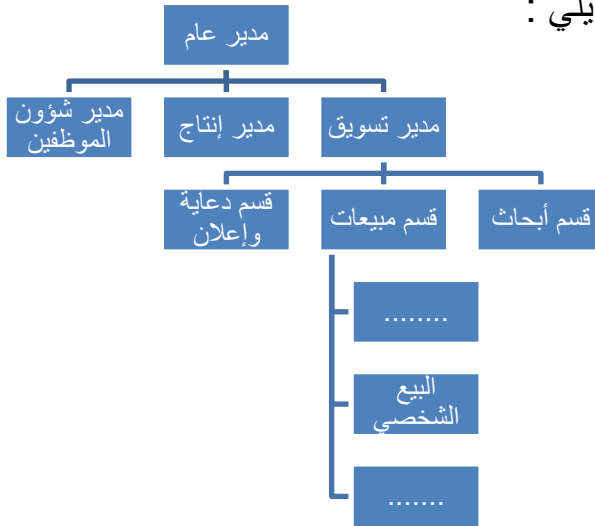 يلي :
مدير عام
مدير تسويق
مدير إنتاج
مدير شؤون
الموظفين
قسم أبحاث
قسم مبيعات
قسم دعاية
وإعلان
........
البيع
الشخصي
.......